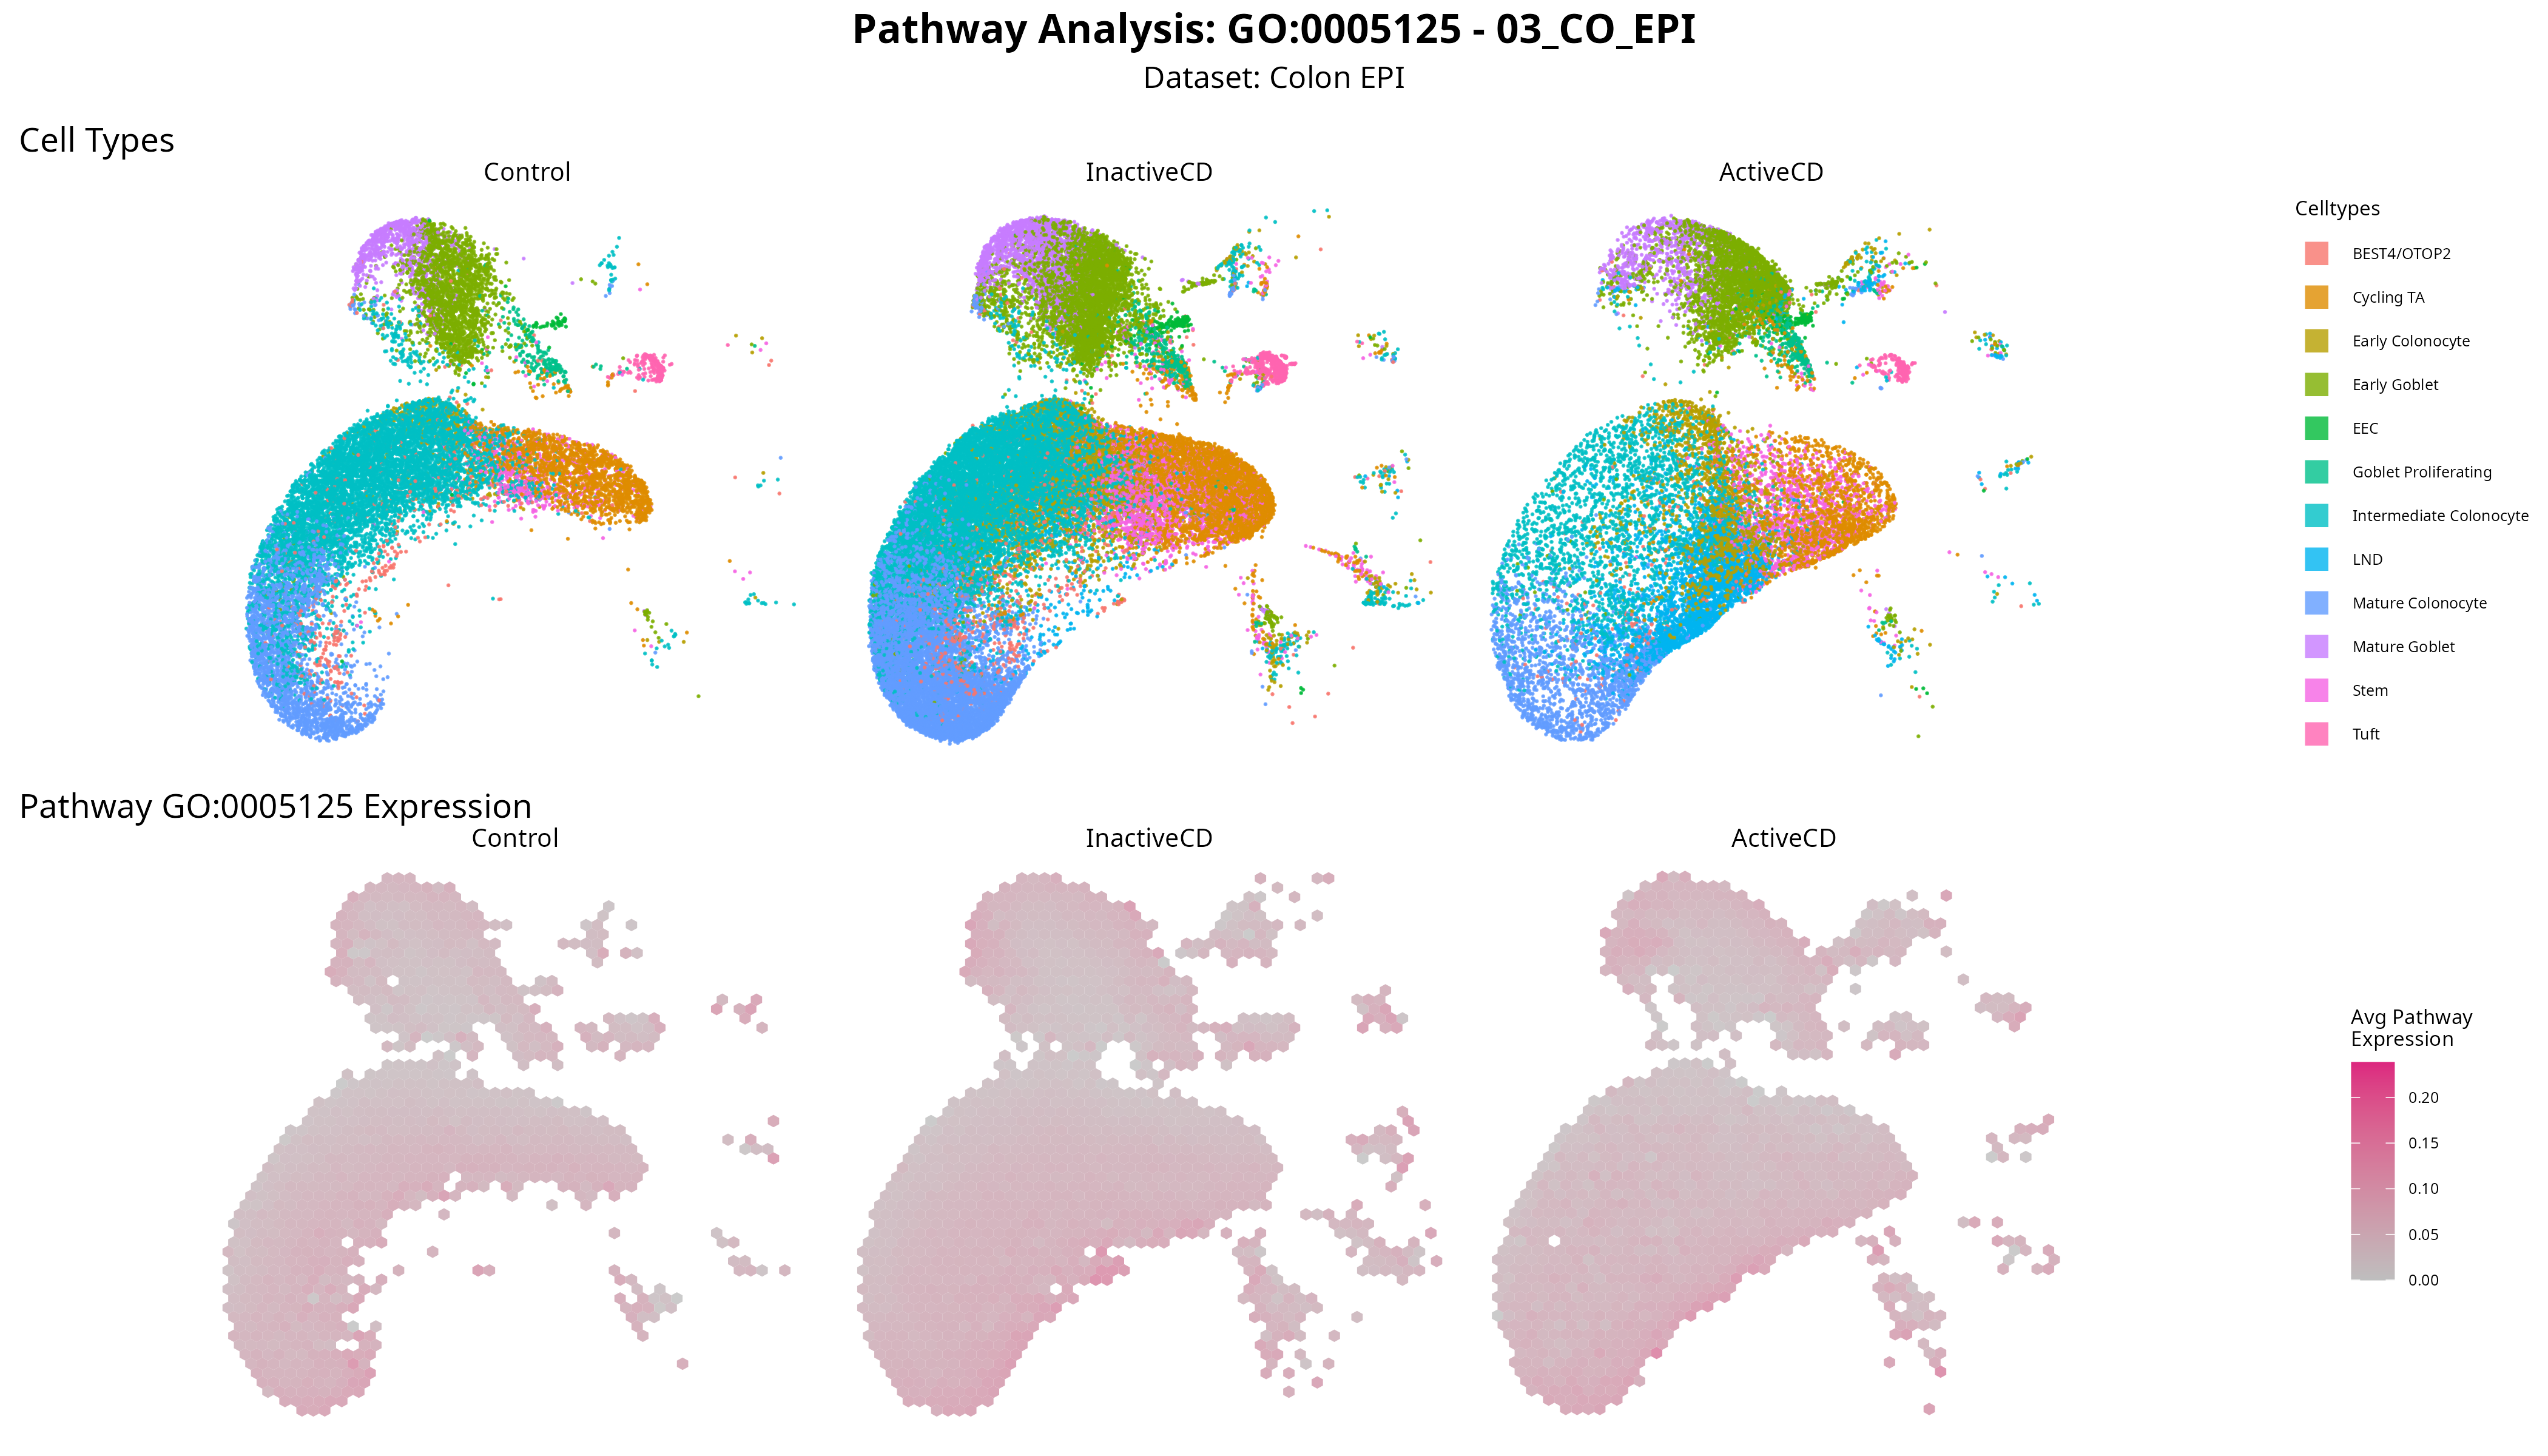 Pathway Analysis: GO:0005125 - 03_CO_EPI
Dataset: Colon EPI
Cell Types
Control
InactiveCD
ActiveCD
Celltypes
BEST4/OTOP2
Cycling TA
Early Colonocyte
Early Goblet
EEC
Goblet Proliferating
Intermediate Colonocyte
LND
Mature Colonocyte
Mature Goblet
Stem
Tuft
Pathway GO:0005125 Expression
Control
InactiveCD
ActiveCD
Avg Pathway
Expression
0.20
0.15
0.10
0.05
0.00